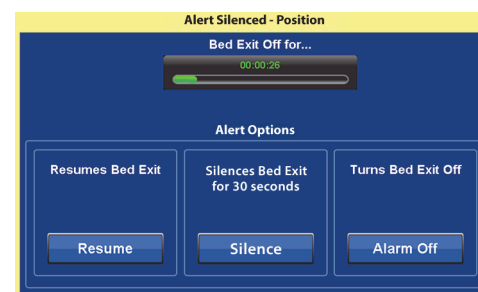 Alert Silenced - Position
Bed Exit Off for...
00:00:26
Alert Options
Resumes Bed Exit
Resume
Silences Bed Exit
for 30 seconds
Silence
Turns Bed Exit Off
Alarm Off